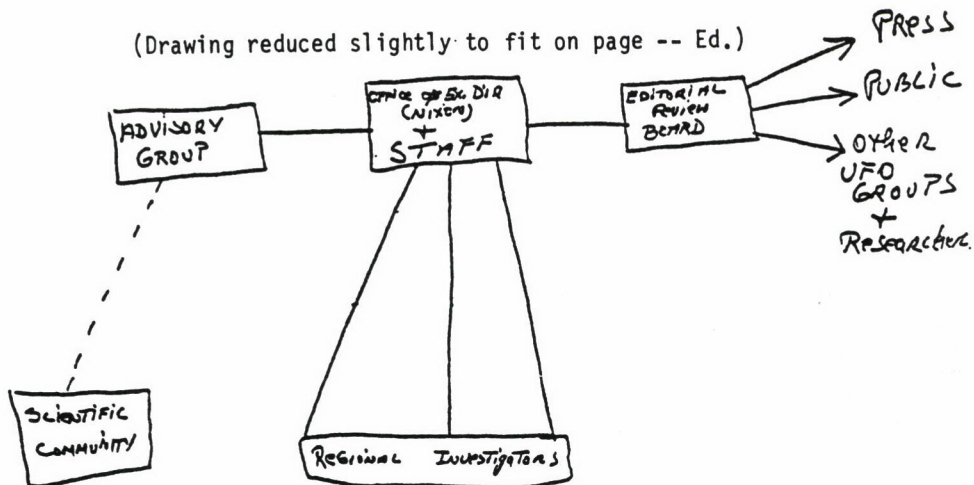 (Drawing reduced slightly to fit on page -- Ed.)
PRESS
PUBLIC
OTHER
UFO
GROUPS
+
RESEARCHER.
ADVISORY
GROUP
OFFICE OF EX DIR
(NIXON)
+
STAFF
EDITORIAL
REVIEW
BOARD
SCIENTIFIC
COMMUNITY
REGIONAL INVESTIGATORS